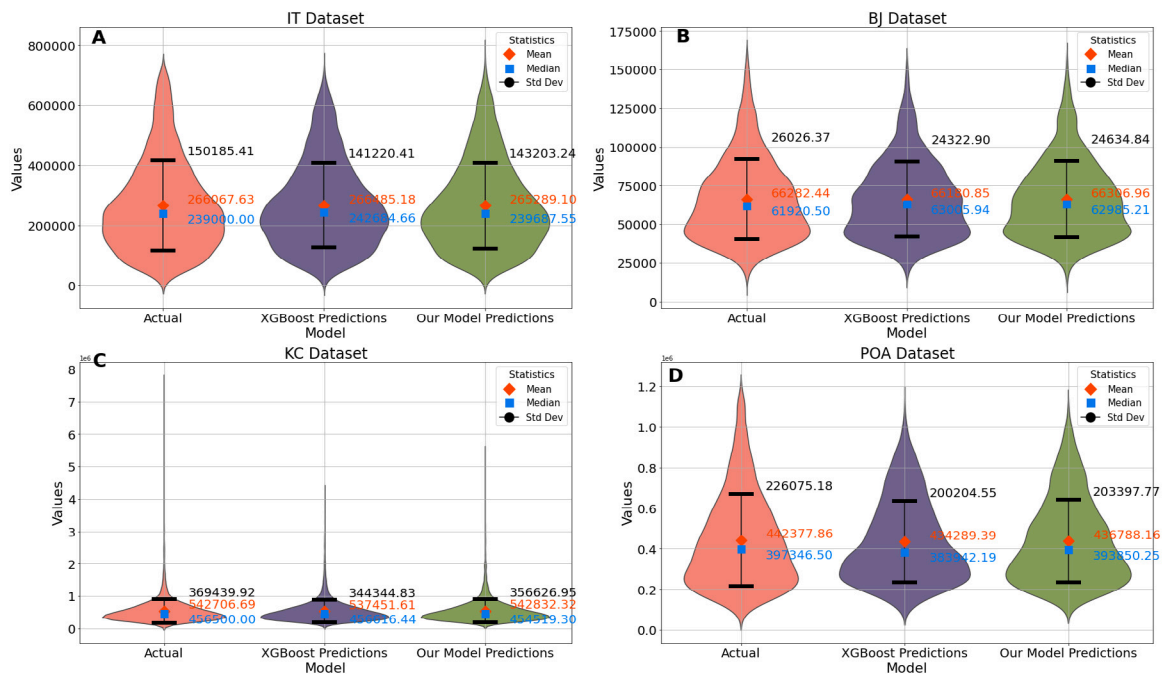 IT Dataset
A
Statistics
Mean
Median
Std Dev
800000
600000
400000
200000
0
Values
150185.41
266067.63
239000.00
141220.41
266485.18
242684.66
143203.24
265289.10
239687.55
Actual
XGBoost Predictions
Our Model Predictions
Model
BJ Dataset
B
Statistics
Mean
Median
Std Dev
175000
150000
125000
100000
75000
50000
25000
0
Values
26026.37
66282.44
61920.50
24322.90
66180.85
63005.94
24634.84
66306.96
62985.21
Actual
XGBoost Predictions
Our Model Predictions
Model
KC Dataset
C
1e6
Statistics
Mean
Median
Std Dev
8
7
6
5
4
3
2
1
0
Values
369439.92
542706.69
344344.83
537451.61
356626.95
542832.32
454519.30
Actual
XGBoost Predictions
Our Model Predictions
Model
POA Dataset
D
1e6
Statistics
Mean
Median
Std Dev
1.2
1.0
0.8
0.6
0.4
0.2
0.0
Values
226075.18
442377.86
397346.50
200204.55
434289.39
383942.19
203397.77
436788.16
393850.25
Actual
XGBoost Predictions
Our Model Predictions
Model